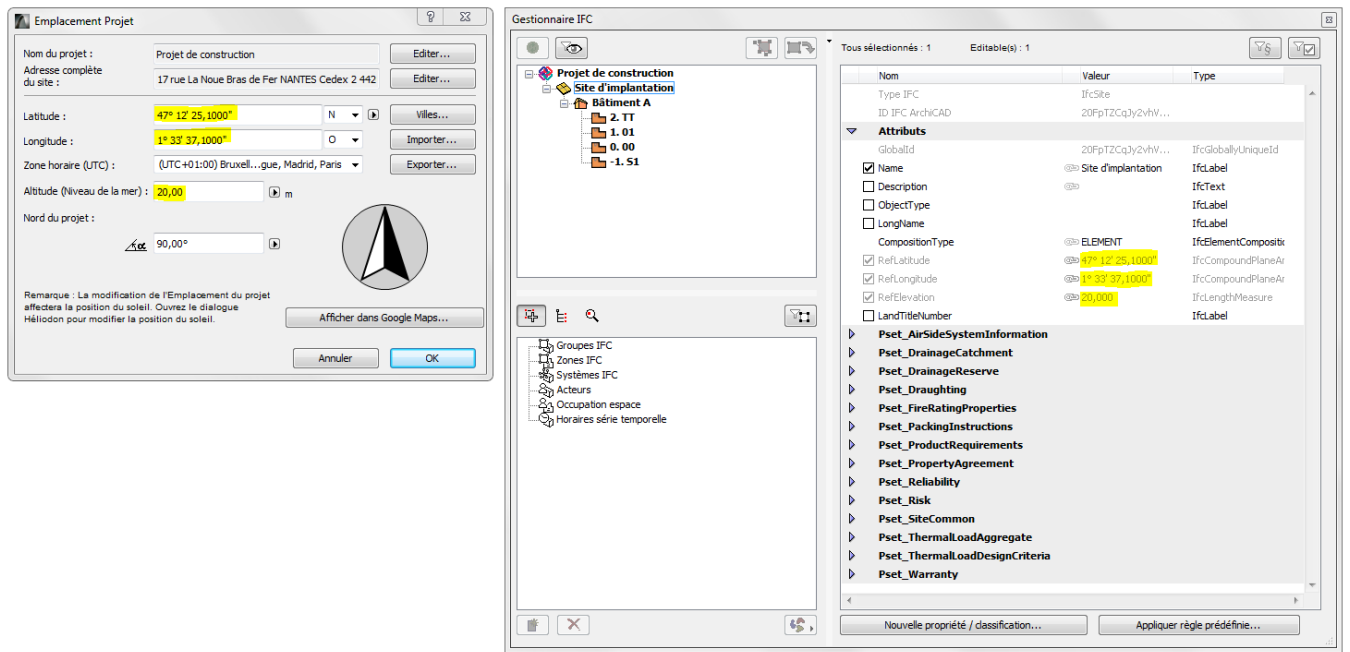 Emplacement Projet
Nom du projet : Projet de construction Editer...
Adresse complète
du site : 17 rue La Noue Bras de Fer NANTES Cedex 2 442 Editer...
Latitude : 47° 12' 25,1000" N Villes...
Longitude : 1° 33' 37,1000" O Importer...
Zone horaire (UTC) : (UTC+01:00) Bruxell...gue, Madrid, Paris Exporter...
Altitude (Niveau de la mer) : 20,00 m
Nord du projet :
90,00°
Remarque : La modification de l'Emplacement du projet
affectera la position du soleil. Ouvrez le dialogue
Héliodon pour modifier la position du soleil.
Afficher dans Google Maps...
Annuler OK
Gestionnaire IFC
Projet de construction
Site d'implantation
Bâtiment A
2. TT
1. 01
0. 00
-1. S1
Groupes IFC
Zones IFC
Systèmes IFC
Acteurs
Occupation espace
Horaires série temporelle
Tous sélectionnés : 1 Editable(s) : 1
Nom Valeur Type
Type IFC IfcSite
ID IFC ArchiCAD 20FpTZCqJy2vhV...
Attributs
GlobalId 20FpTZCqJy2vhV... IfcGloballyUniqueId
Name Site d'implantation IfcLabel
Description IfcText
ObjectType IfcLabel
LongName IfcLabel
CompositionType ELEMENT IfcElementCompositic
RefLatitude 47° 12' 25,1000" IfcCompoundPlaneAr
RefLongitude 1° 33' 37,1000" IfcCompoundPlaneAr
RefElevation 20,000 IfcLengthMeasure
LandTitleNumber IfcLabel
Pset_AirSideSystemInformation
Pset_DrainageCatchment
Pset_DrainageReserve
Pset_Draughting
Pset_FireRatingProperties
Pset_PackingInstructions
Pset_ProductRequirements
Pset_PropertyAgreement
Pset_Reliability
Pset_Risk
Pset_SiteCommon
Pset_ThermalLoadAggregate
Pset_ThermalLoadDesignCriteria
Pset_Warranty
Nouvelle propriété / classification... Appliquer règle prédéfinie...